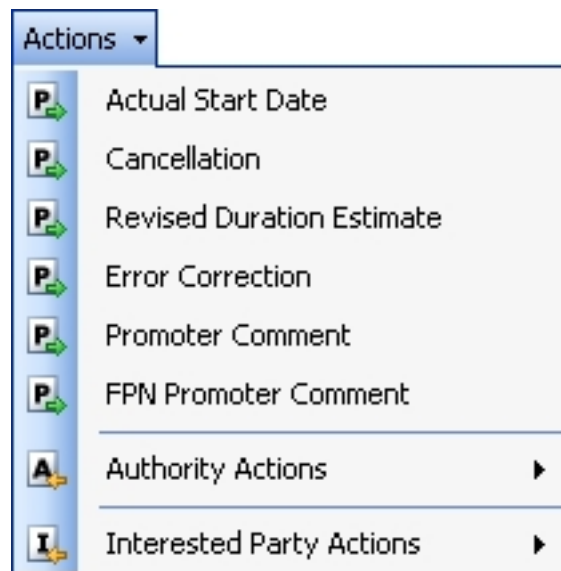 Actions
P Actual Start Date
P Cancellation
P Revised Duration Estimate
P Error Correction
P Promoter Comment
P FPN Promoter Comment
A Authority Actions
I Interested Party Actions